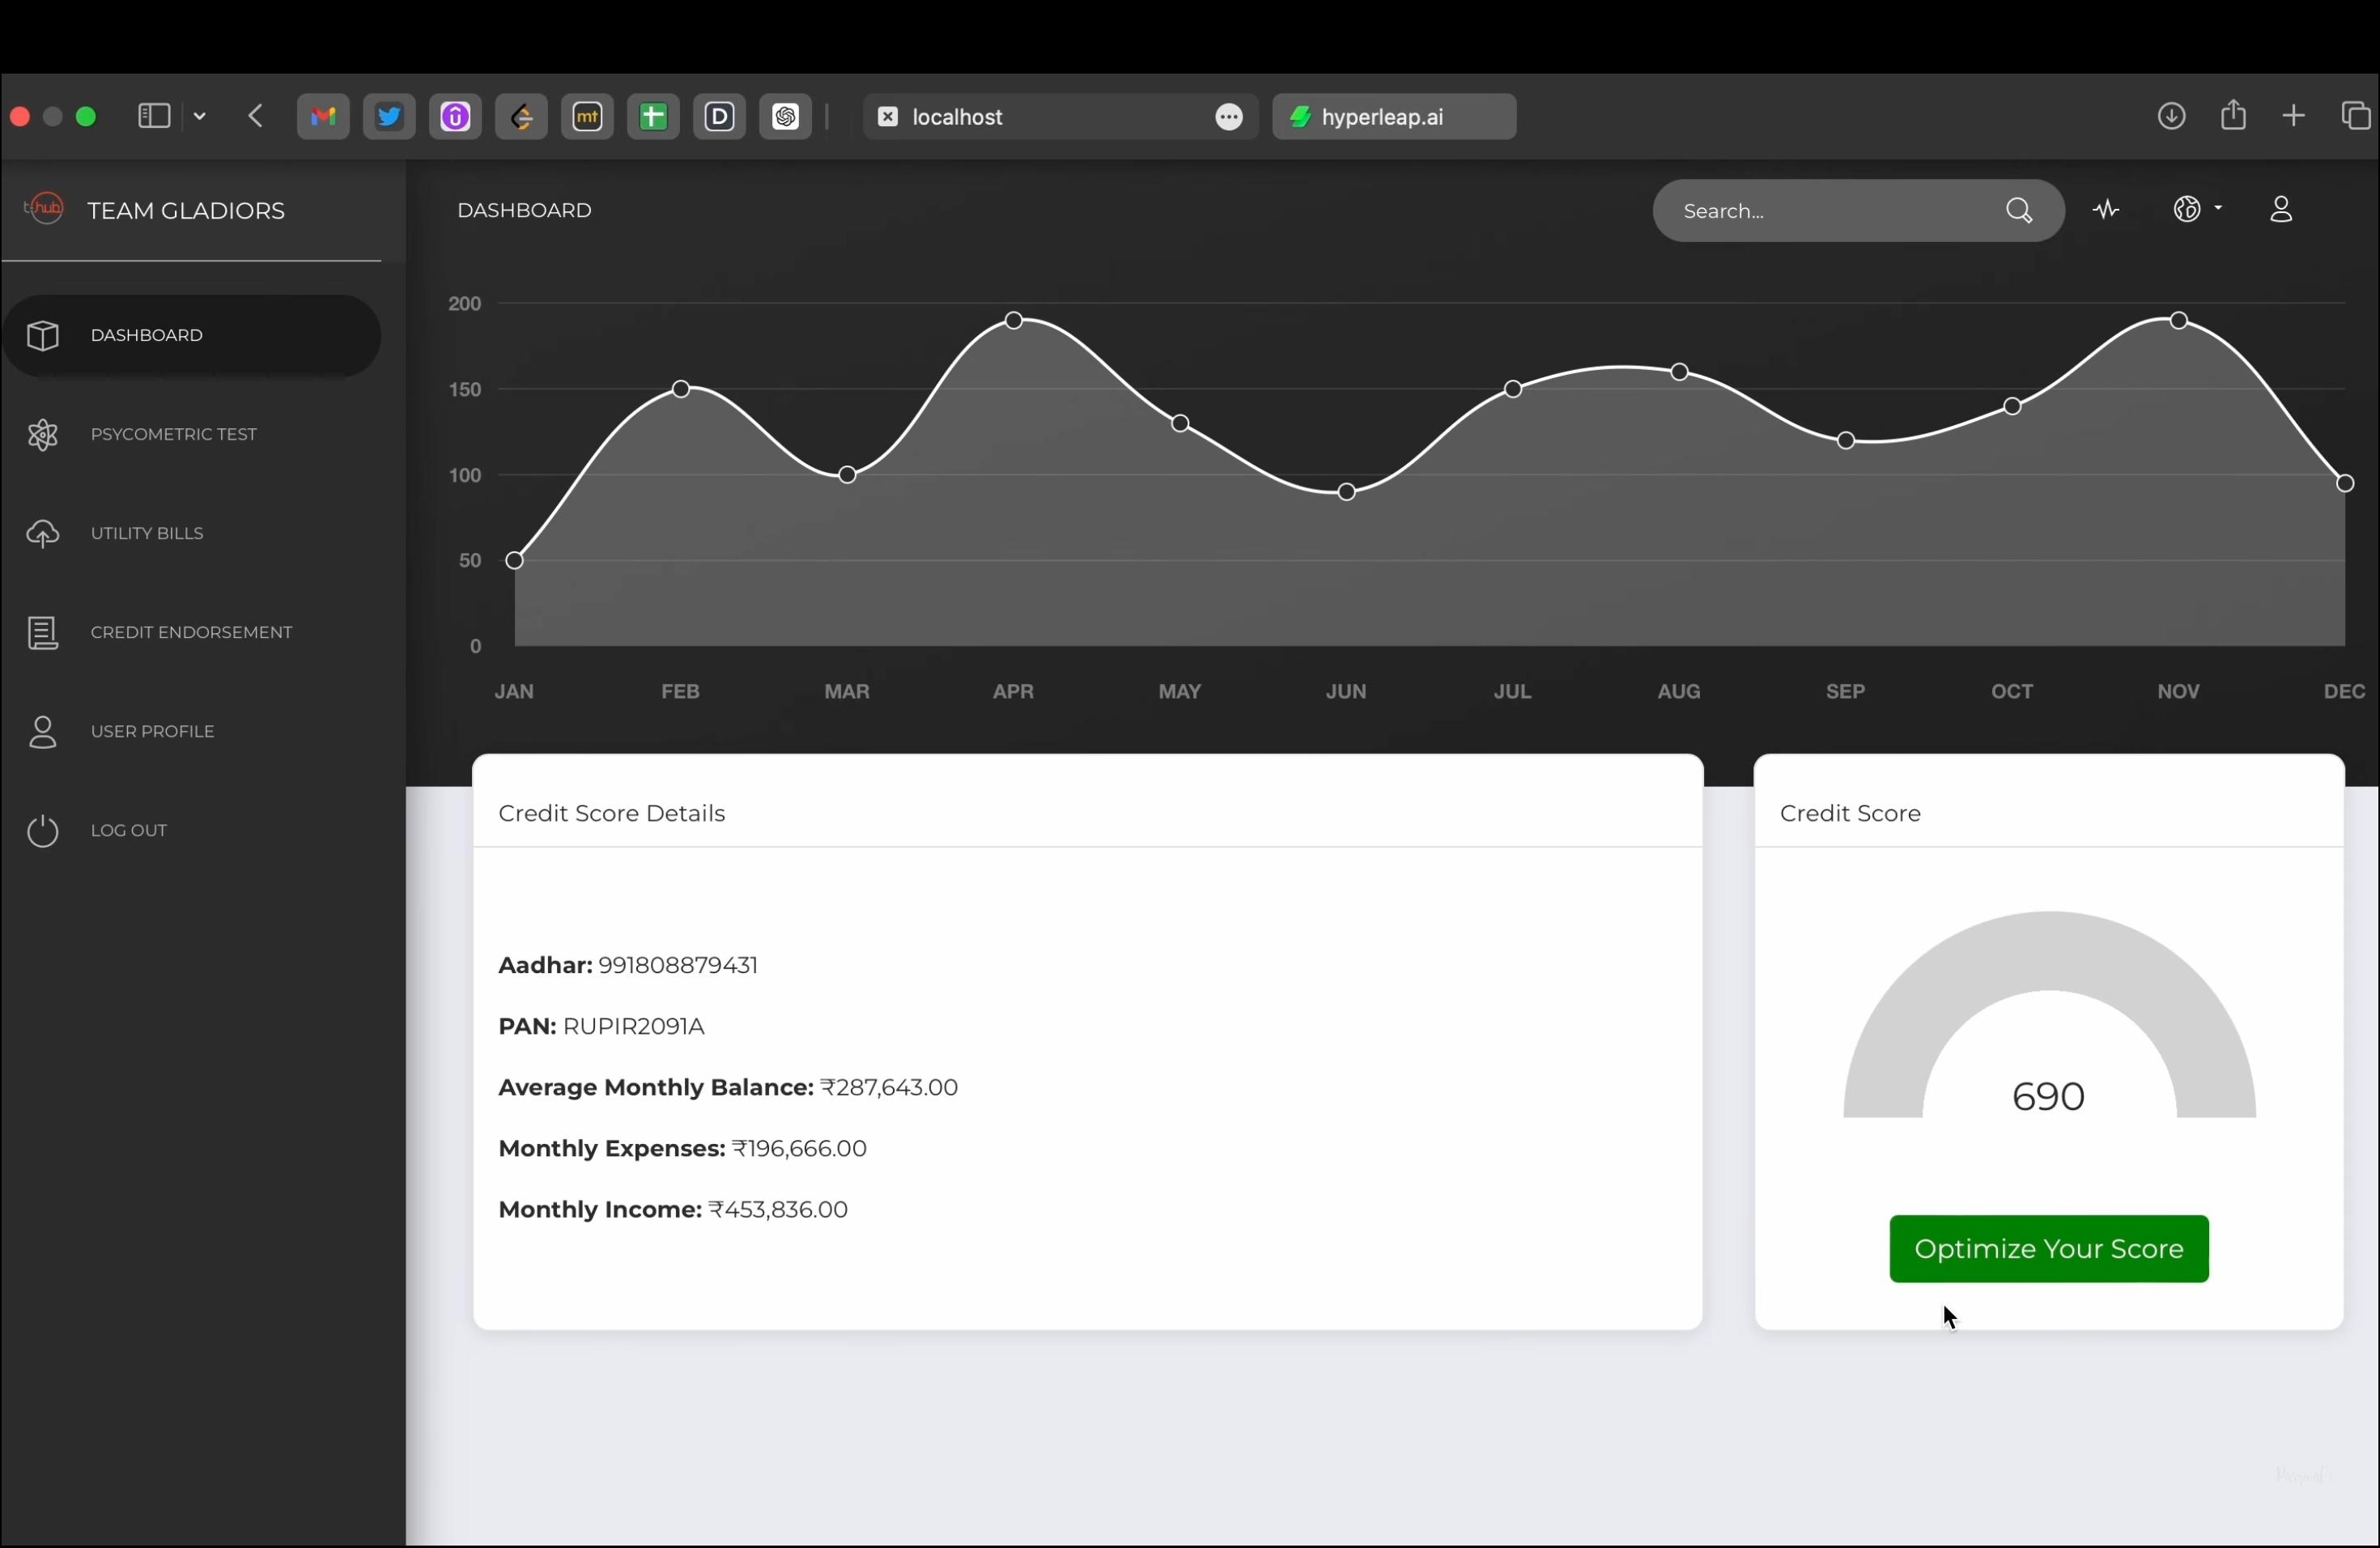 localhost
hyperleap.ai
t-hub TEAM GLADIORS
DASHBOARD
Search...
DASHBOARD
PSYCOMETRIC TEST
UTILITY BILLS
CREDIT ENDORSEMENT
USER PROFILE
LOG OUT
200
150
100
50
0
JAN FEB MAR APR MAY JUN JUL AUG SEP OCT NOV DEC
Credit Score Details
Aadhar: 991808879431
PAN: RUPIR2091A
Average Monthly Balance: ₹287,643.00
Monthly Expenses: ₹196,666.00
Monthly Income: ₹453,836.00
Credit Score
690
Optimize Your Score